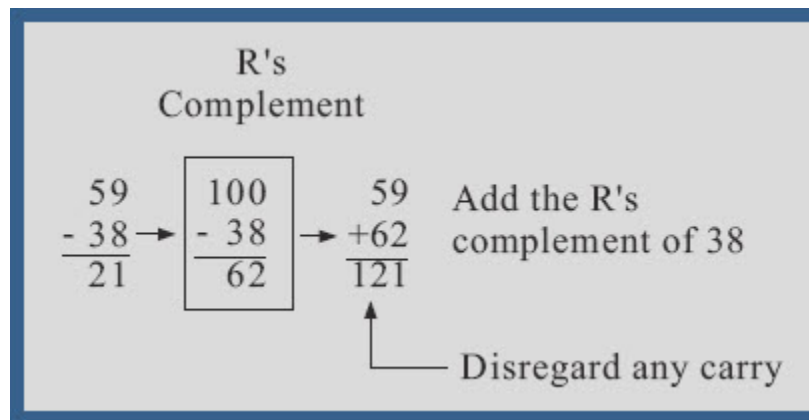 R's
Complement
59
- 38
21
100
- 38
62
59
+62
121
Add the R's
complement of 38
Disregard any carry